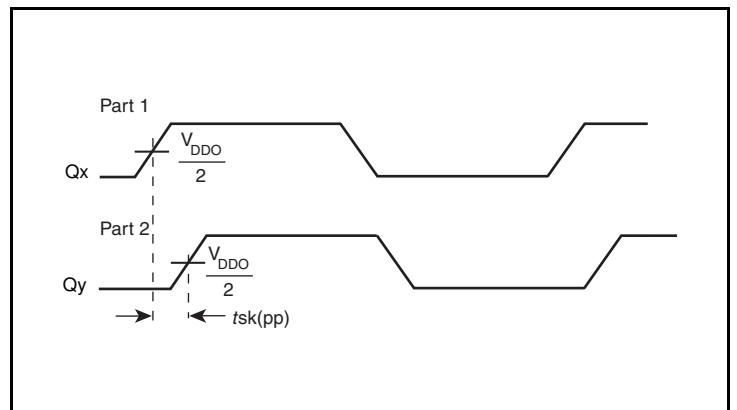 Part 1
V_DDO
2
Qx
Part 2
V_DDO
2
Qy
tsk(pp)